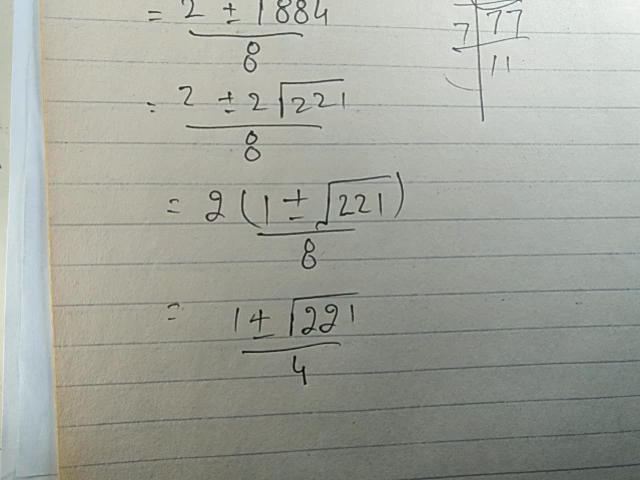 = 2 ± √884
8
= 2 ± 2 √221
8
= 2 (1 ± √221)
8
= 1 ± √221
4
7 | 77
11